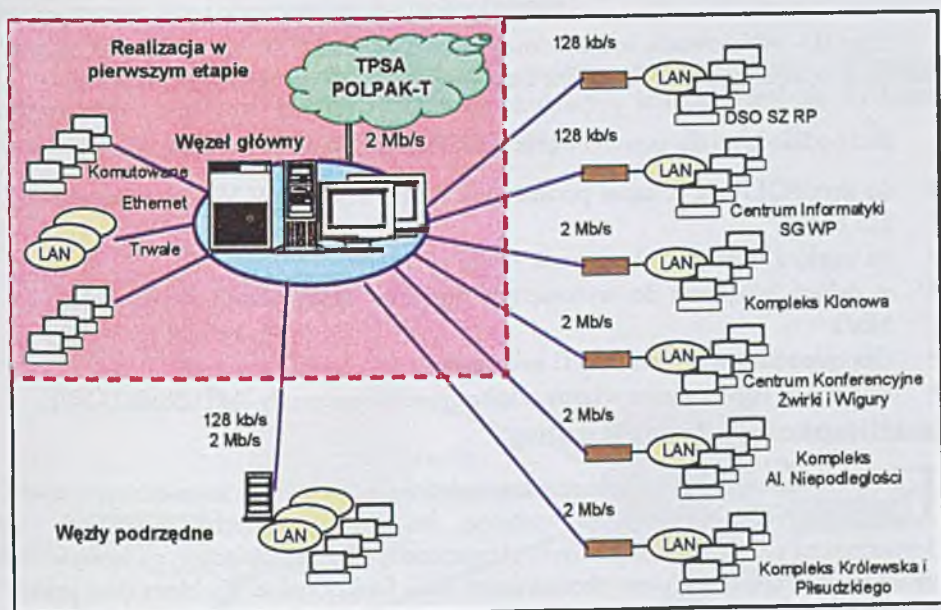 Realizacja w
pierwszym etapie
TPSA
POLPAK-T
Węzeł główny
2 Mb/s
Komutowane
Ethernet
LAN
Trwale
128 kb/s
LAN
DSO SZ RP
128 kb/s
LAN
Centrum Informatyki
SG WP
2 Mb/s
LAN
Kompleks Klonowa
2 Mb/s
LAN
Centrum Konferencyjne
Żwirki i Wigury
2 Mb/s
LAN
Kompleks
Al. Niepodległości
2 Mb/s
LAN
Kompleks Królewska i
Piłsudzkiego
128 kb/s
2 Mb/s
LAN
Węzły podrzędne